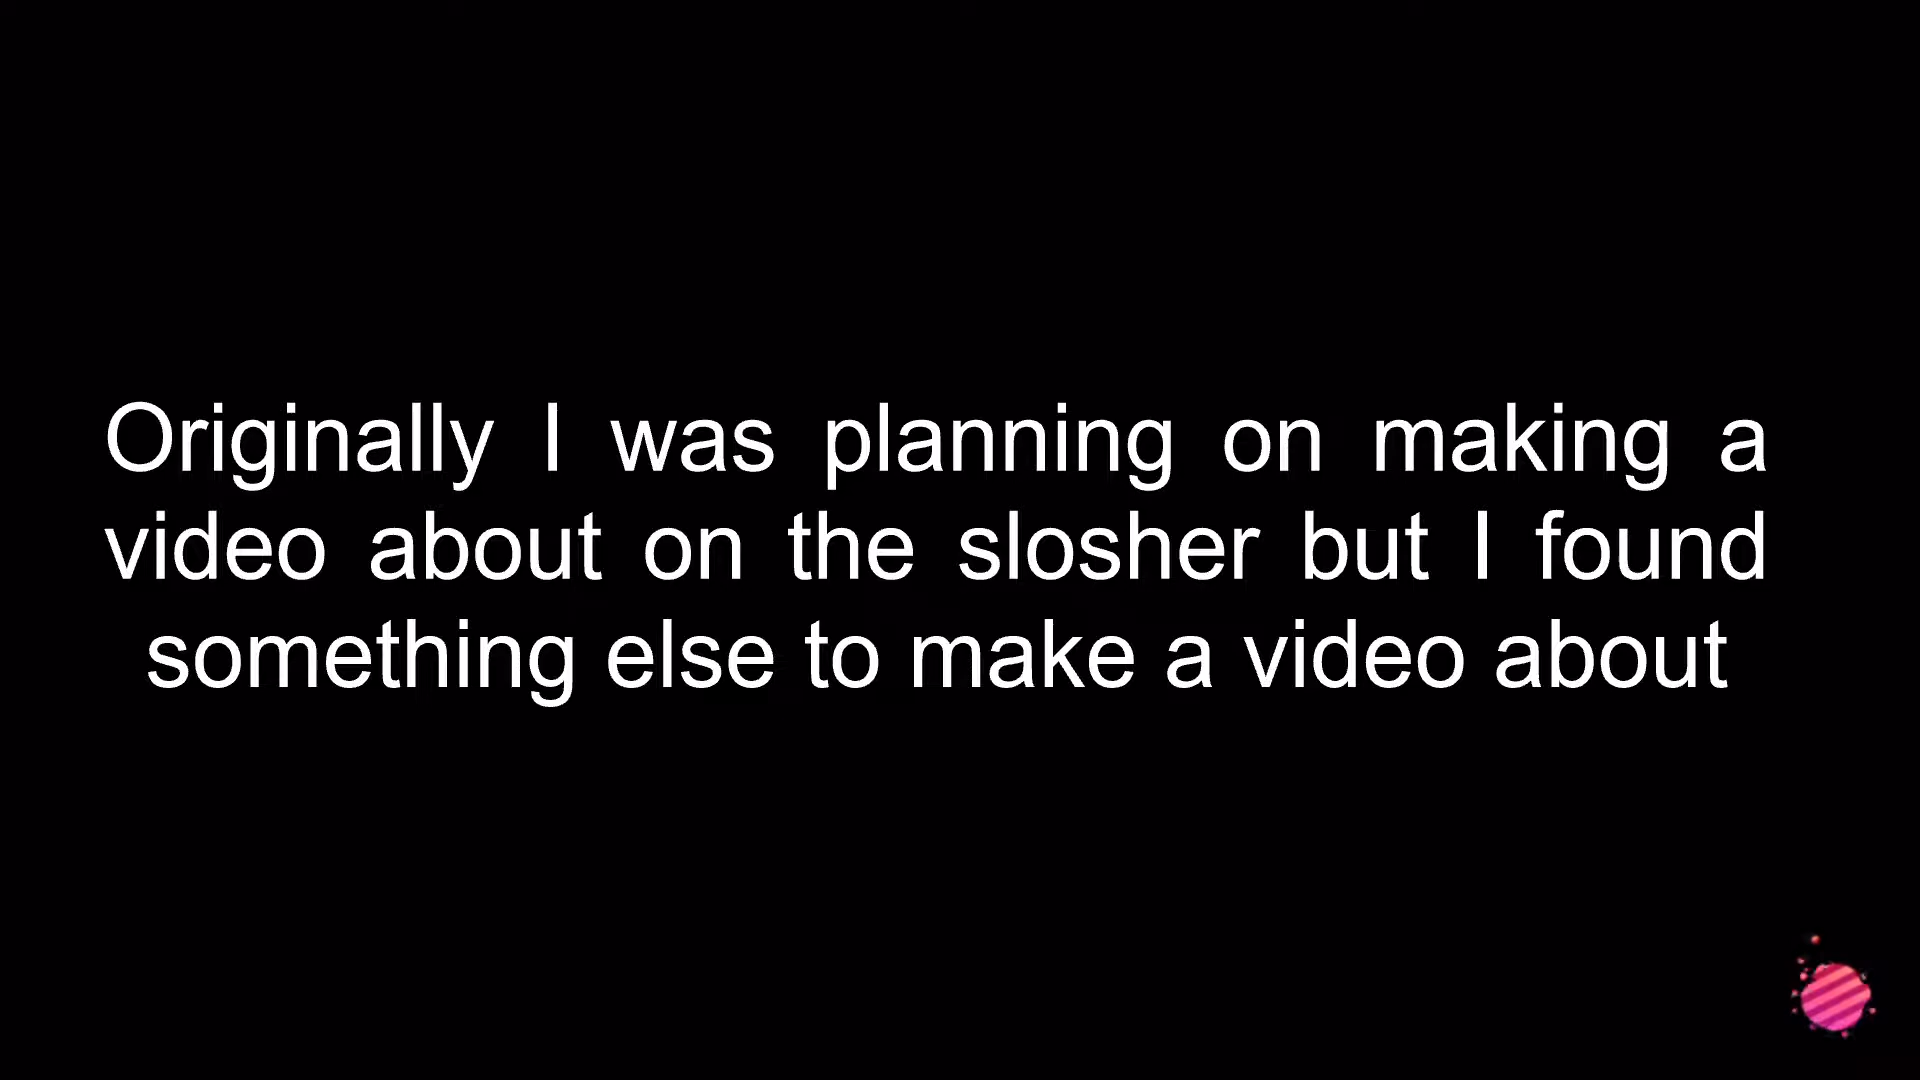 Originally I was planning on making a
video about on the slosher but I found
something else to make a video about